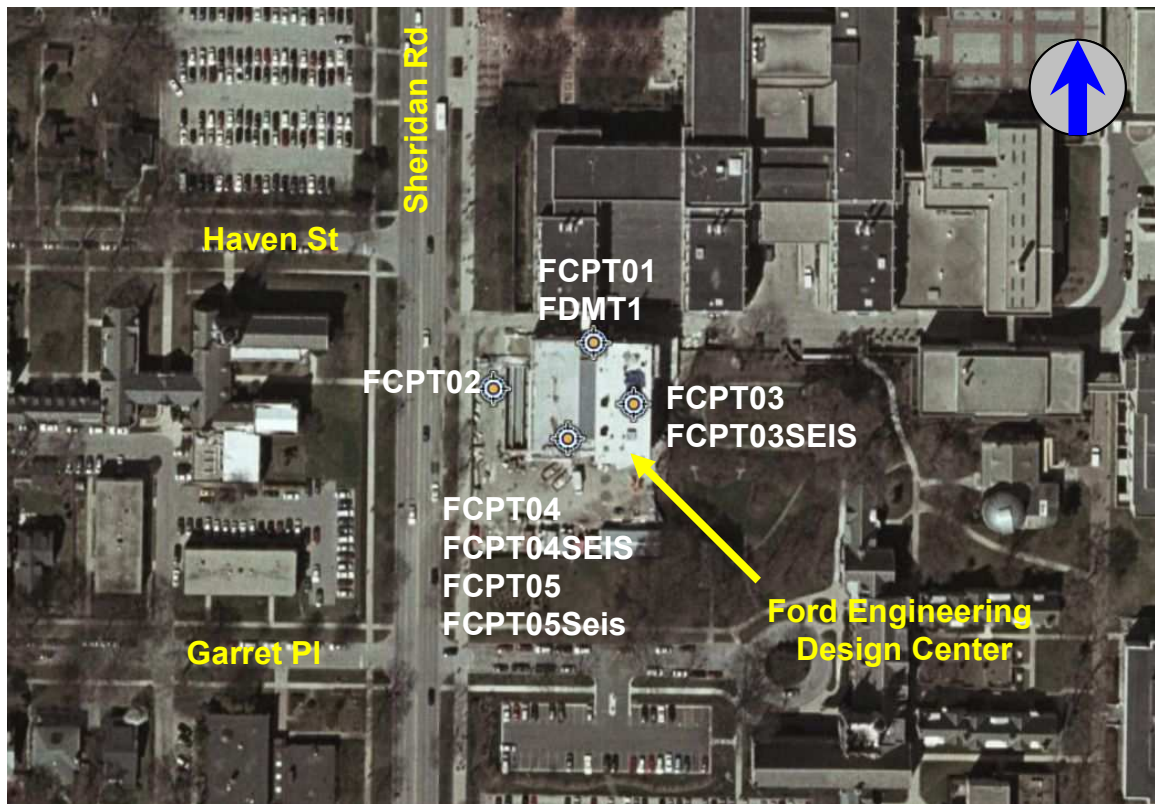 Sheridan Rd
Haven St
FCPT01
FDMT1
FCPT02
FCPT03
FCPT03SEIS
FCPT04
FCPT04SEIS
FCPT05
FCPT05Seis
Ford Engineering
Design Center
Garret Pl